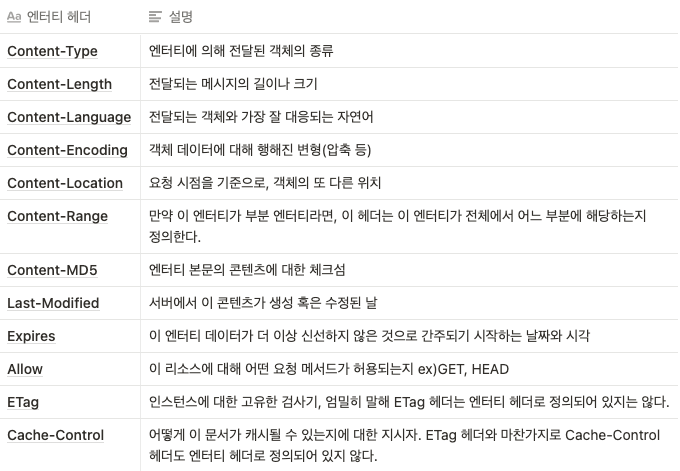 Aa 엔터티 헤더 설명
Content-Type 엔터티에 의해 전달된 객체의 종류
Content-Length 전달되는 메시지의 길이나 크기
Content-Language 전달되는 객체와 가장 잘 대응되는 자연어
Content-Encoding 객체 데이터에 대해 행해진 변형(압축 등)
Content-Location 요청 시점을 기준으로, 객체의 또 다른 위치
Content-Range 만약 이 엔터티가 부분 엔터티라면, 이 헤더는 이 엔터티가 전체에서 어느 부분에 해당하는지
정의한다.
Content-MD5 엔터티 본문의 콘텐츠에 대한 체크섬
Last-Modified 서버에서 이 콘텐츠가 생성 혹은 수정된 날
Expires 이 엔터티 데이터가 더 이상 신선하지 않은 것으로 간주되기 시작하는 날짜와 시각
Allow 이 리소스에 대해 어떤 요청 메서드가 허용되는지 ex)GET, HEAD
ETag 인스턴스에 대한 고유한 검사기, 엄밀히 말해 ETag 헤더는 엔터티 헤더로 정의되어 있지는 않다.
Cache-Control 어떻게 이 문서가 캐시될 수 있는지에 대한 지시자. ETag 헤더와 마찬가지로 Cache-Control
헤더도 엔터티 헤더로 정의되어 있지 않다.